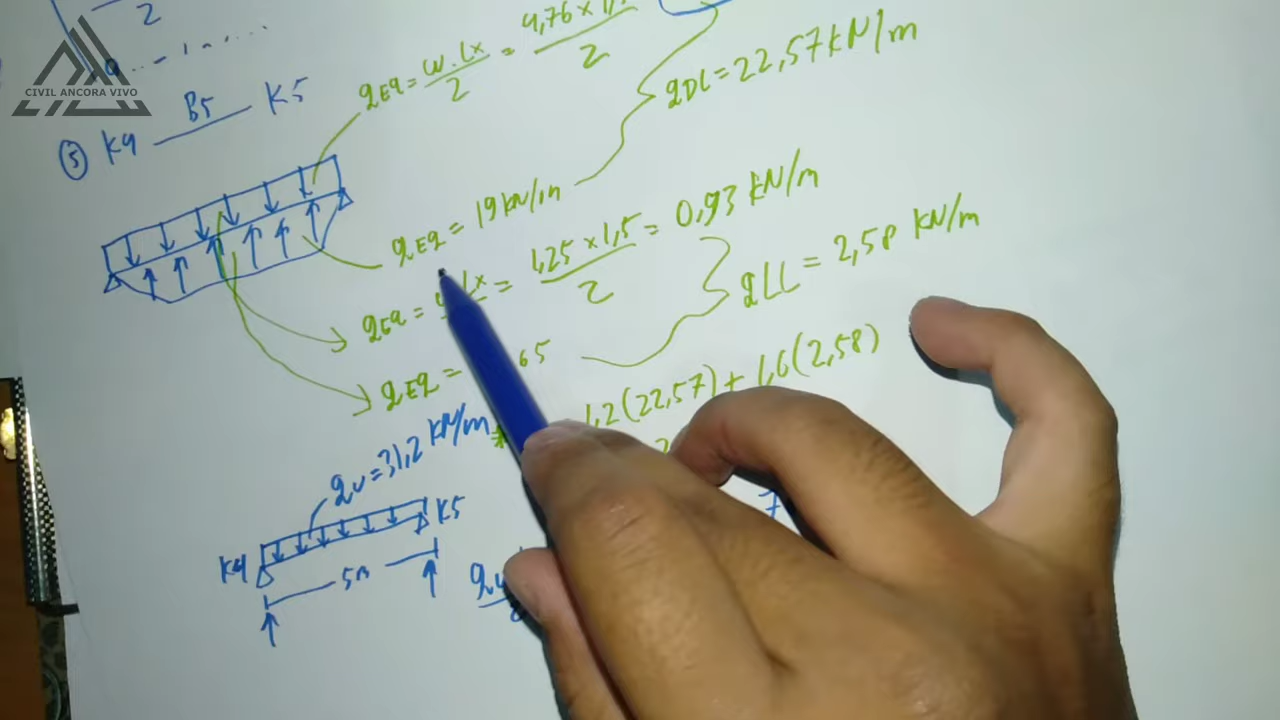 2
CIVIL ANCORA VIVO
⑤ K4 B5 K5
qEq = w.Lx / 2 = 4,76 x 1, / 2
qDL = 22,57 kN/m
qEq = 19 kN/m
qEq = Lx = 1,25 x 1,5 / 2 = 0,93 kN/m
qLL = 2,58 kN/m
qEq = 65
1,2 (22,57) + 1,6 (2,58)
qu = 31,2 kN/m
K4 K5
5m
7